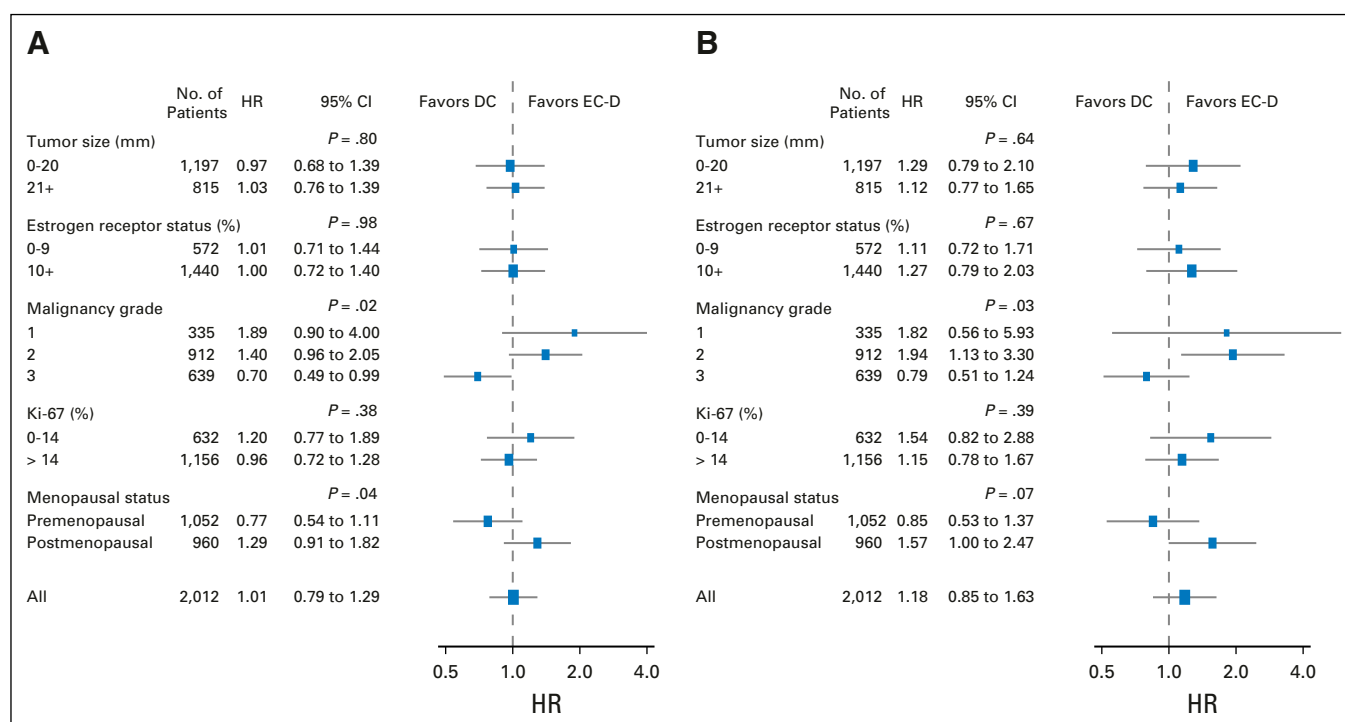 A
No. of Patients HR 95% CI Favors DC Favors EC-D
Tumor size (mm) P = .80
0-20 1,197 0.97 0.68 to 1.39
21+ 815 1.03 0.76 to 1.39
Estrogen receptor status (%) P = .98
0-9 572 1.01 0.71 to 1.44
10+ 1,440 1.00 0.72 to 1.40
Malignancy grade P = .02
1 335 1.89 0.90 to 4.00
2 912 1.40 0.96 to 2.05
3 639 0.70 0.49 to 0.99
Ki-67 (%) P = .38
0-14 632 1.20 0.77 to 1.89
> 14 1,156 0.96 0.72 to 1.28
Menopausal status P = .04
Premenopausal 1,052 0.77 0.54 to 1.11
Postmenopausal 960 1.29 0.91 to 1.82
All 2,012 1.01 0.79 to 1.29
0.5 1.0 2.0 4.0
HR
B
No. of Patients HR 95% CI Favors DC Favors EC-D
Tumor size (mm) P = .64
0-20 1,197 1.29 0.79 to 2.10
21+ 815 1.12 0.77 to 1.65
Estrogen receptor status (%) P = .67
0-9 572 1.11 0.72 to 1.71
10+ 1,440 1.27 0.79 to 2.03
Malignancy grade P = .03
1 335 1.82 0.56 to 5.93
2 912 1.94 1.13 to 3.30
3 639 0.79 0.51 to 1.24
Ki-67 (%) P = .39
0-14 632 1.54 0.82 to 2.88
> 14 1,156 1.15 0.78 to 1.67
Menopausal status P = .07
Premenopausal 1,052 0.85 0.53 to 1.37
Postmenopausal 960 1.57 1.00 to 2.47
All 2,012 1.18 0.85 to 1.63
0.5 1.0 2.0 4.0
HR